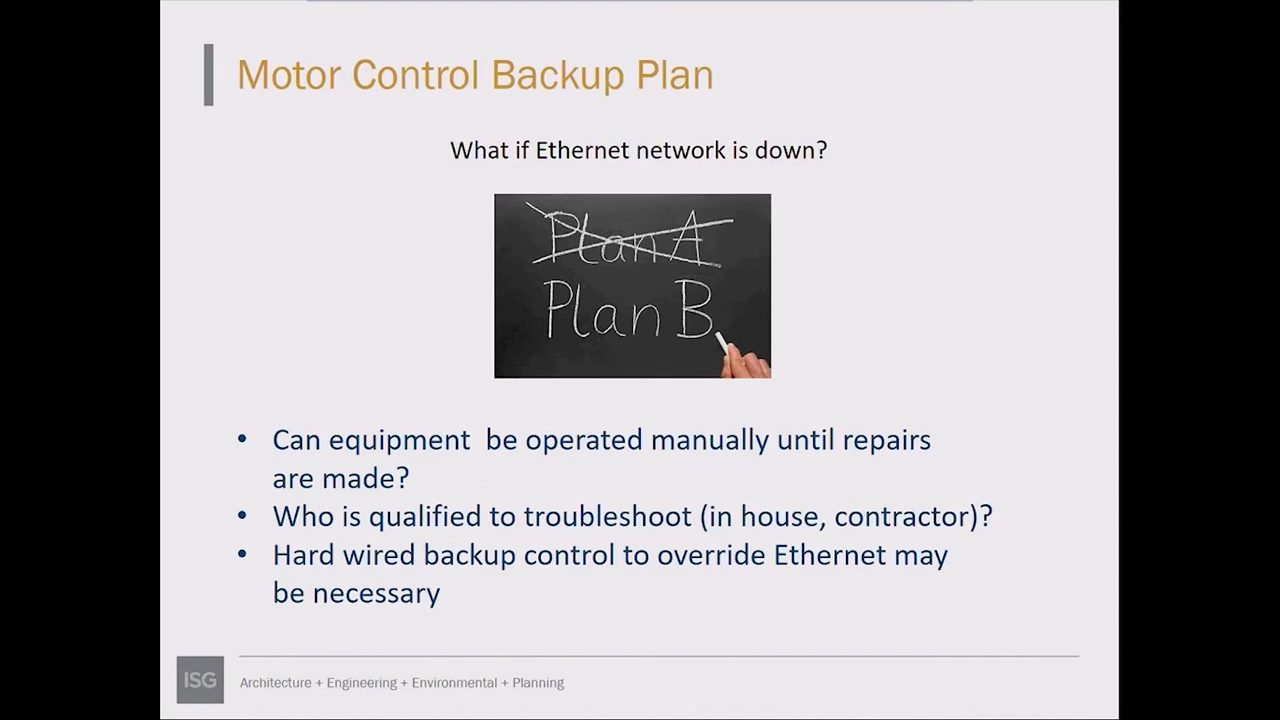 Motor Control Backup Plan
What if Ethernet network is down?
Plan A
Plan B
• Can equipment be operated manually until repairs
are made?
• Who is qualified to troubleshoot (in house, contractor)?
• Hard wired backup control to override Ethernet may
be necessary
ISG
Architecture + Engineering + Environmental + Planning